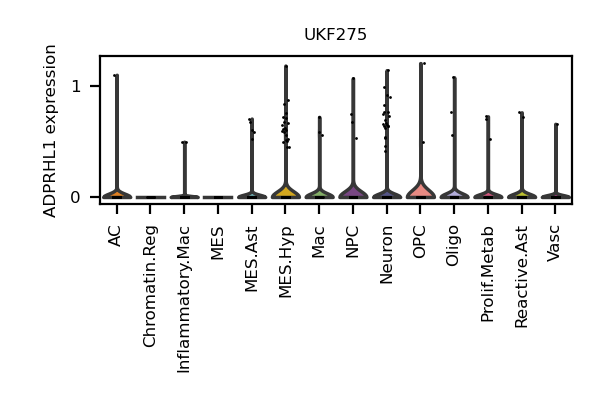 UKF275
ADPRHL1 expression
1
0
AC
Chromatin.Reg
Inflammatory.Mac
MES
MES.Ast
MES.Hyp
Mac
NPC
Neuron
OPC
Oligo
Prolif.Metab
Reactive.Ast
Vasc